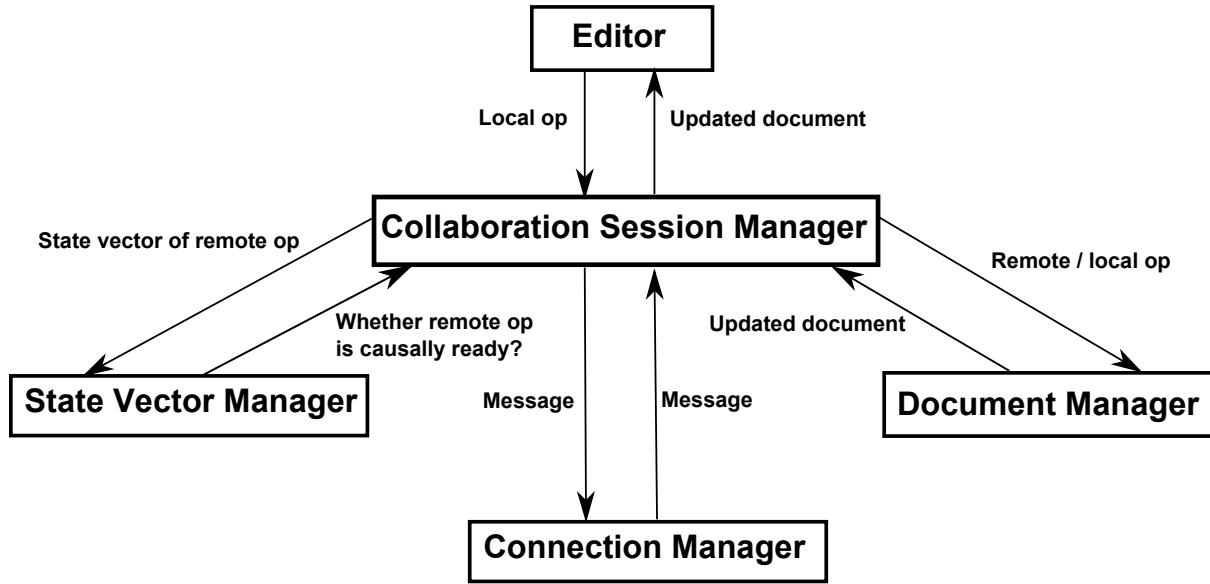 Editor
Local op
Updated document
Collaboration Session Manager
State vector of remote op
Remote / local op
Whether remote op
is causally ready?
Updated document
State Vector Manager
Message
Message
Document Manager
Connection Manager